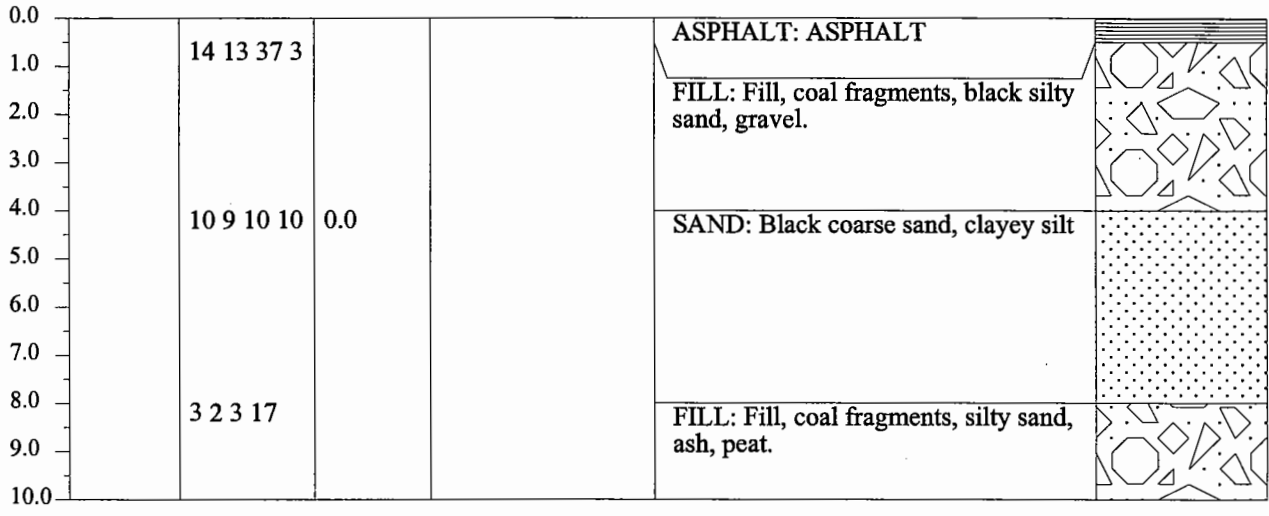 0.0
ASPHALT: ASPHALT
14 13 37 3
1.0
FILL: Fill, coal fragments, black silty
2.0
sand, gravel.
3.0
4.0
10 9 10 10 0.0
SAND: Black coarse sand, clayey silt
5.0
6.0
7.0
8.0
3 2 3 17
FILL: Fill, coal fragments, silty sand,
9.0
ash, peat.
10.0